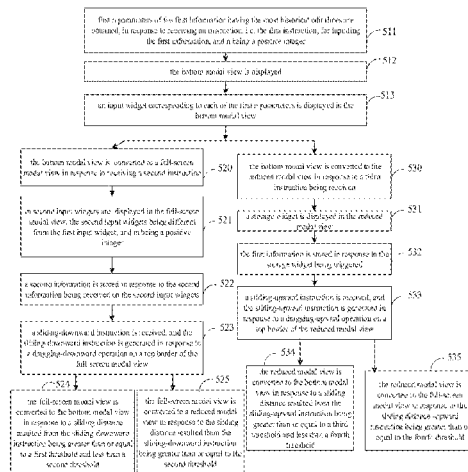 first n parameters of the first information having the most historical
obtained, in response to receiving an instruction, i.e. the first instruction, for inputting
the first information, and n being a positive integer
511
the bottom modal view is displayed
512
an input widget corresponding to each of the first n parameters is displayed in the
bottom modal view
513
the bottom modal view is converted to a full-screen
modal view in response to receiving a second instruction
520
m second input widgets are displayed in the full-screen
modal view, the second input widgets being different
from the first input widget, and m being a positive
integer
521
a second information is stored in response to the second
information being received on the second input widgets
522
a sliding-downward instruction is received, and the
sliding-downward instruction is generated in response to
a dragging-downward operation on a top border of the
full-screen modal view
523
the full-screen modal view is
converted to the bottom modal view
in response to a sliding distance
resulted from the sliding-downward
instruction being greater than or equal to
a first threshold and less than a
second threshold
524
the full-screen modal view is
converted to a reduced modal view
in response to the sliding distance
resulted from the sliding-downward
instruction being
greater than or equal to the
second threshold
525
the bottom modal view is converted to the
reduced modal view in response to a third
instruction being received
530
a storage widget is displayed in the reduced
modal view
531
the first information is stored in response to the
storage widget being triggered
532
a sliding-upward instruction is received, and
the sliding-upward instruction is generated in
response to a dragging-upward operation on a
top border of the reduced modal view
533
the reduced modal view is
converted to the bottom modal
view in response to a sliding
distance resulted from the
sliding-upward instruction being
greater than or equal to a third
threshold and less than a fourth
threshold
534
the reduced modal view is
converted to the full-screen
modal view in response to the
sliding distance
being greater than or
equal to the fourth threshold
535